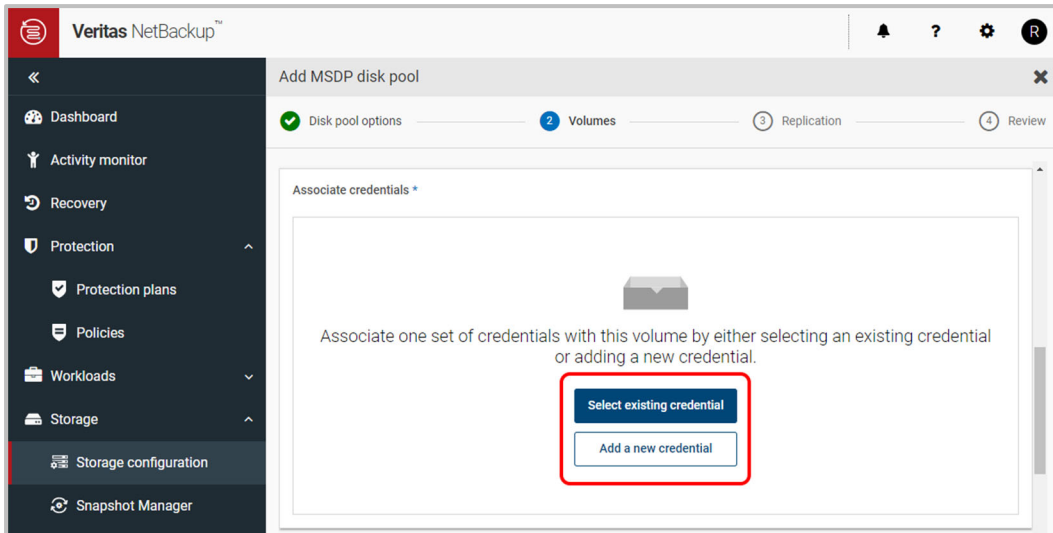 Veritas NetBackup™
?
R
Add MSDP disk pool
Dashboard
Disk pool options
2 Volumes
3 Replication
4 Review
Activity monitor
Recovery
Associate credentials *
Protection
Protection plans
Policies
Associate one set of credentials with this volume by either selecting an existing credential
or adding a new credential.
Workloads
Select existing credential
Storage
Add a new credential
Storage configuration
Snapshot Manager